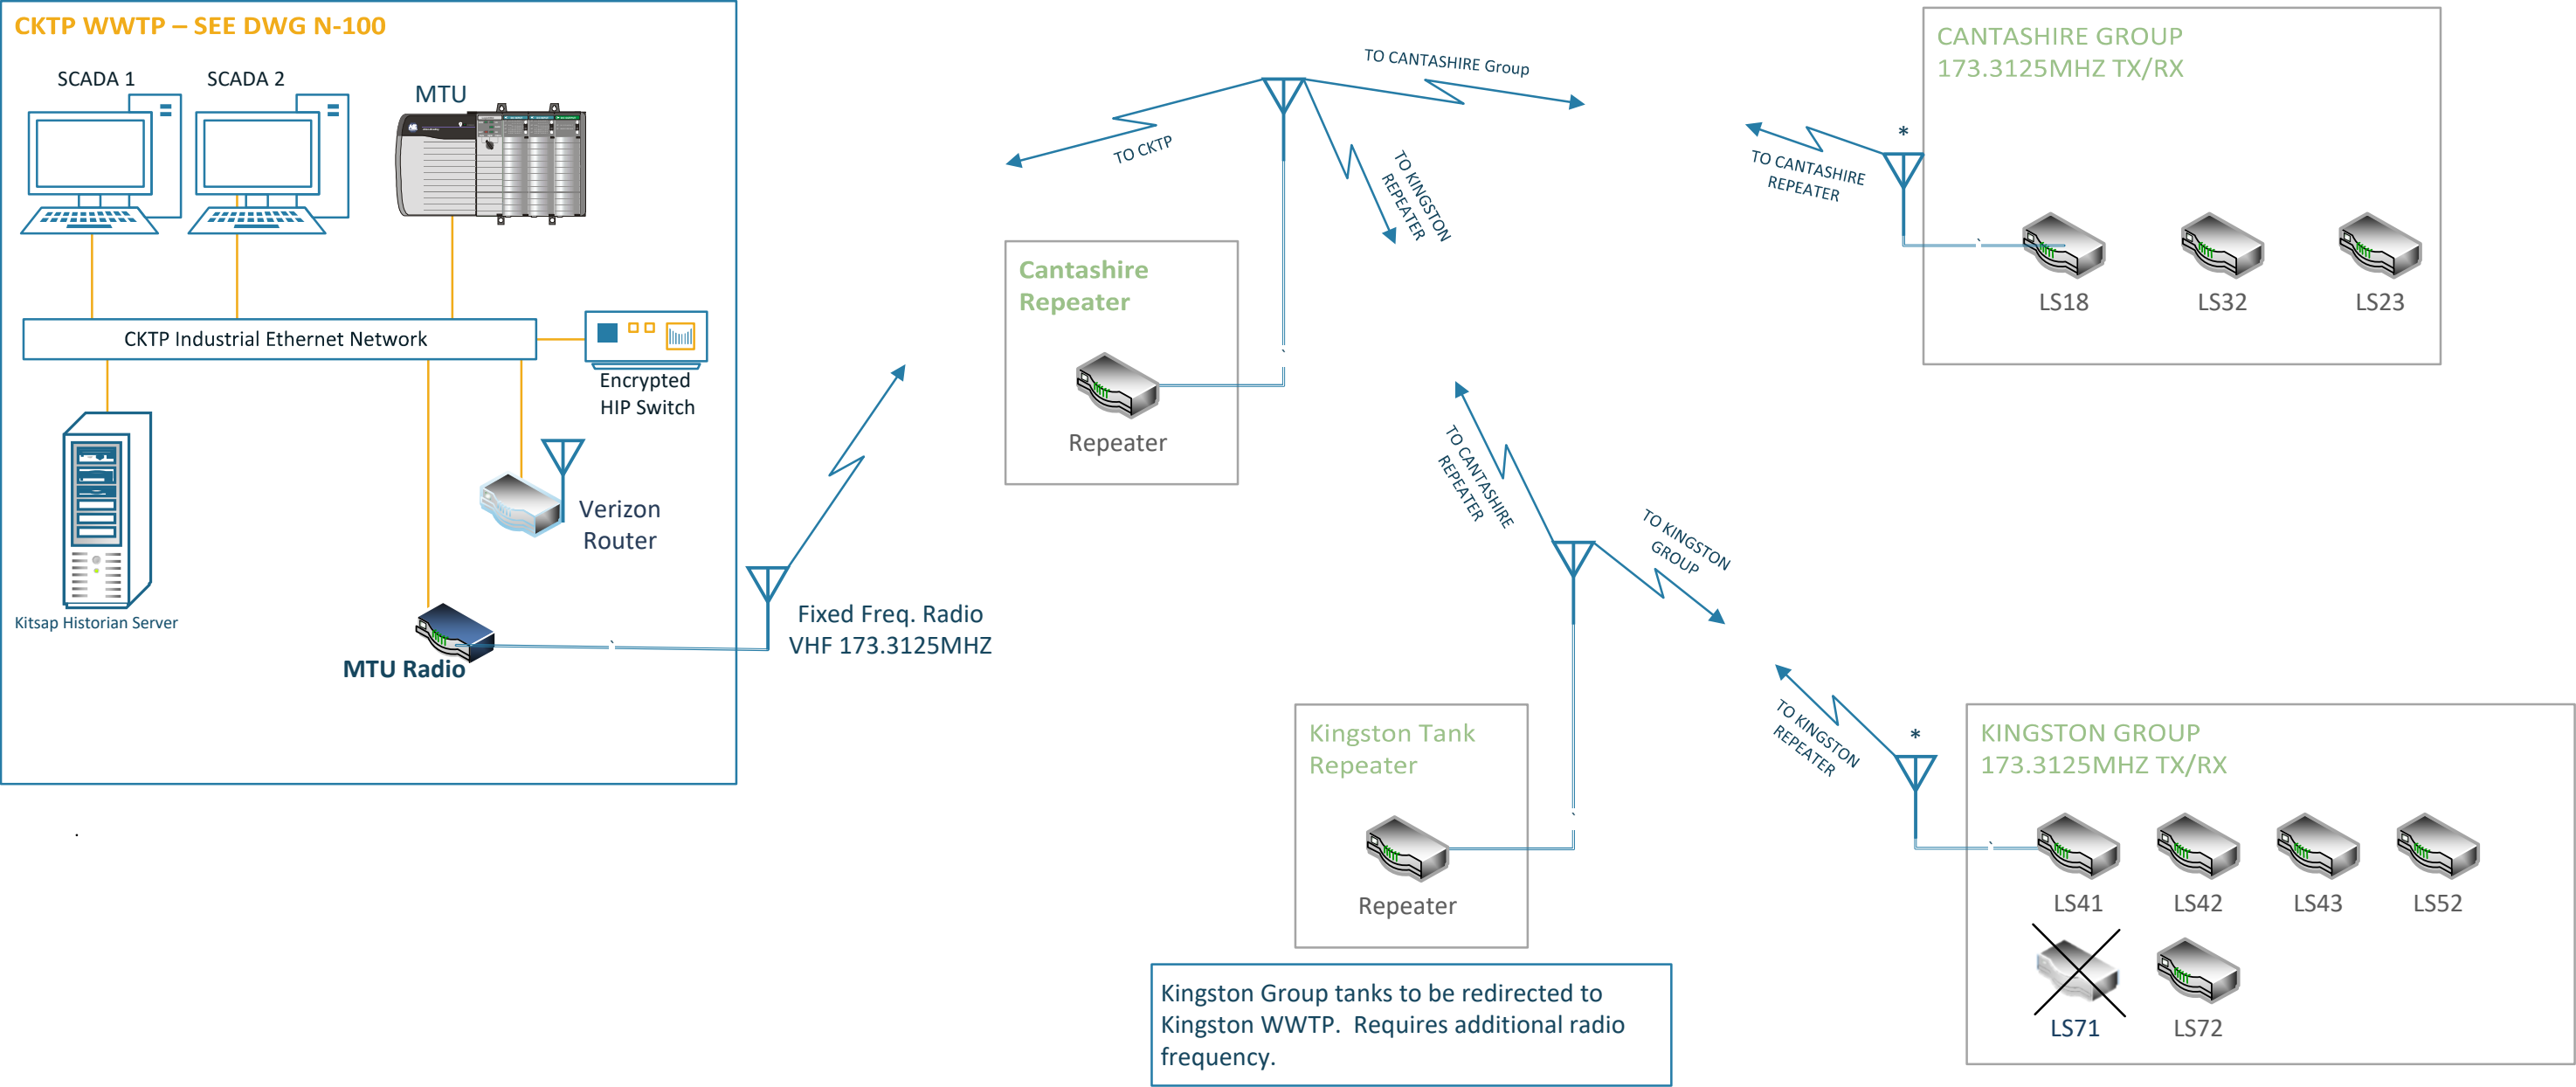 CKTP WWTP – SEE DWG N-100
SCADA 1
SCADA 2
MTU
CKTP Industrial Ethernet Network
Encrypted
HIP Switch
Verizon
Router
Kitsap Historian Server
MTU Radio
Fixed Freq. Radio
VHF 173.3125MHZ
TO CKTP
TO CANTASHIRE Group
TO KINGSTON
REPEATER
Cantashire
Repeater
Repeater
TO CANTASHIRE
REPEATER
*
CANTASHIRE GROUP
173.3125MHZ TX/RX
LS18
LS32
LS23
TO CANTASHIRE
REPEATER
TO KINGSTON
GROUP
Kingston Tank
Repeater
Repeater
TO KINGSTON
REPEATER
*
KINGSTON GROUP
173.3125MHZ TX/RX
LS41
LS42
LS43
LS52
LS71
LS72
Kingston Group tanks to be redirected to
Kingston WWTP.  Requires additional radio
frequency.